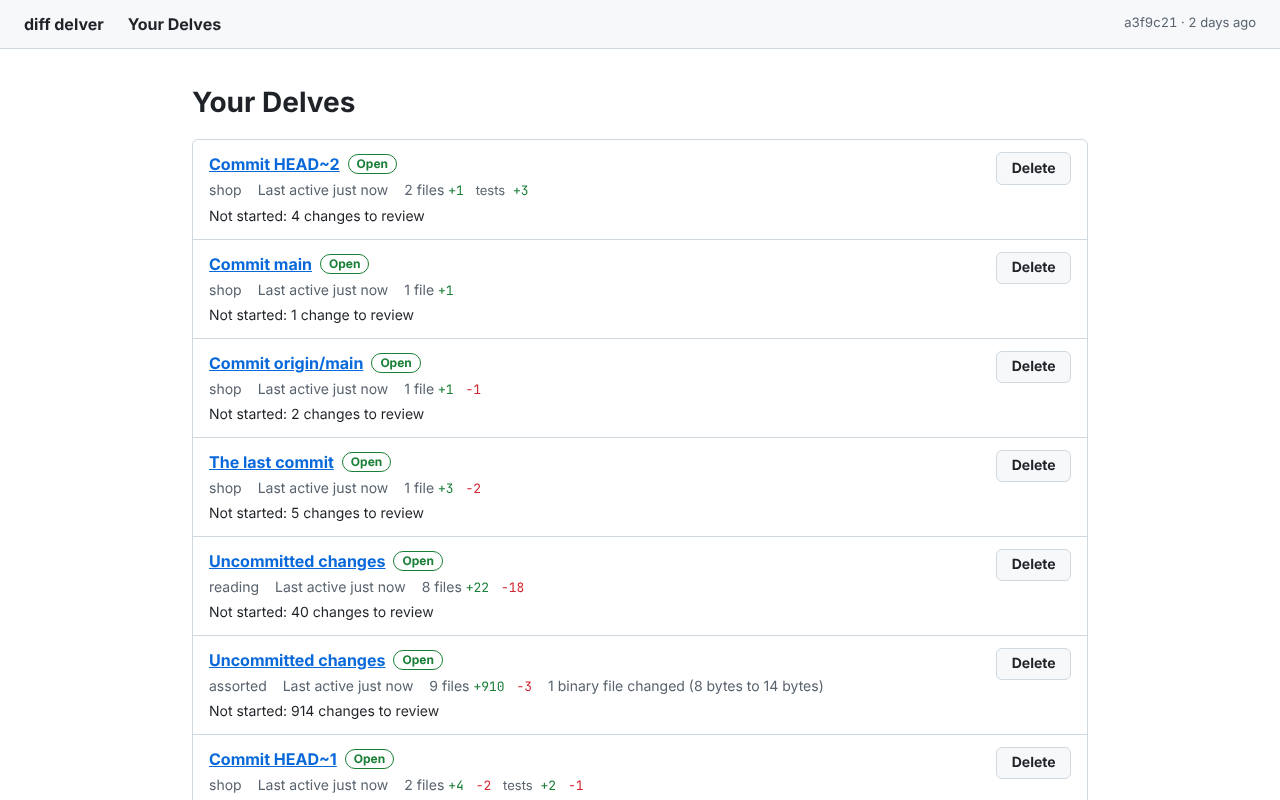 diff delver Your Delves a3f9c21 · 2 days ago
Your Delves
Commit HEAD~2 Open Delete
shop Last active just now 2 files +1 tests +3
Not started: 4 changes to review
Commit main Open Delete
shop Last active just now 1 file +1
Not started: 1 change to review
Commit origin/main Open Delete
shop Last active just now 1 file +1 -1
Not started: 2 changes to review
The last commit Open Delete
shop Last active just now 1 file +3 -2
Not started: 5 changes to review
Uncommitted changes Open Delete
reading Last active just now 8 files +22 -18
Not started: 40 changes to review
Uncommitted changes Open Delete
assorted Last active just now 9 files +910 -3 1 binary file changed (8 bytes to 14 bytes)
Not started: 914 changes to review
Commit HEAD~1 Open Delete
shop Last active just now 2 files +4 -2 tests +2 -1